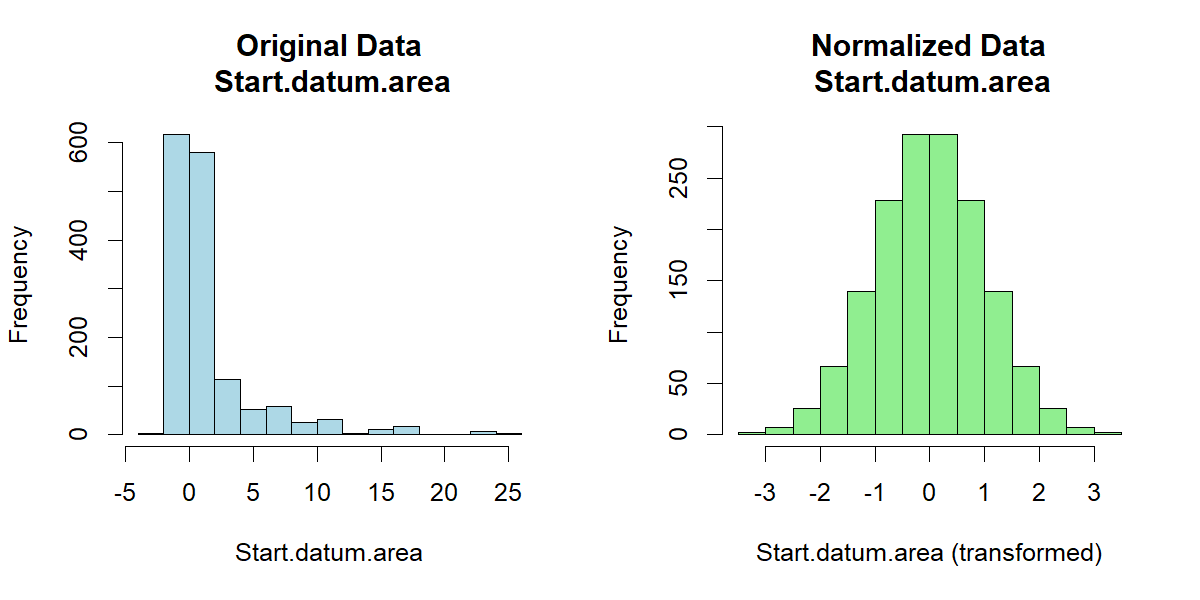 Original Data
Start.datum.area
Frequency
600
400
200
0
-5 0 5 10 15 20 25
Start.datum.area
Normalized Data
Start.datum.area
Frequency
250
150
50
0
-3 -2 -1 0 1 2 3
Start.datum.area (transformed)